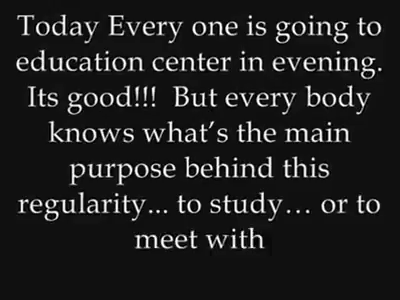 Today Every one is going to
education center in evening.
Its good!!!  But every body
knows what’s the main
purpose behind this
regularity... to study… or to
meet with